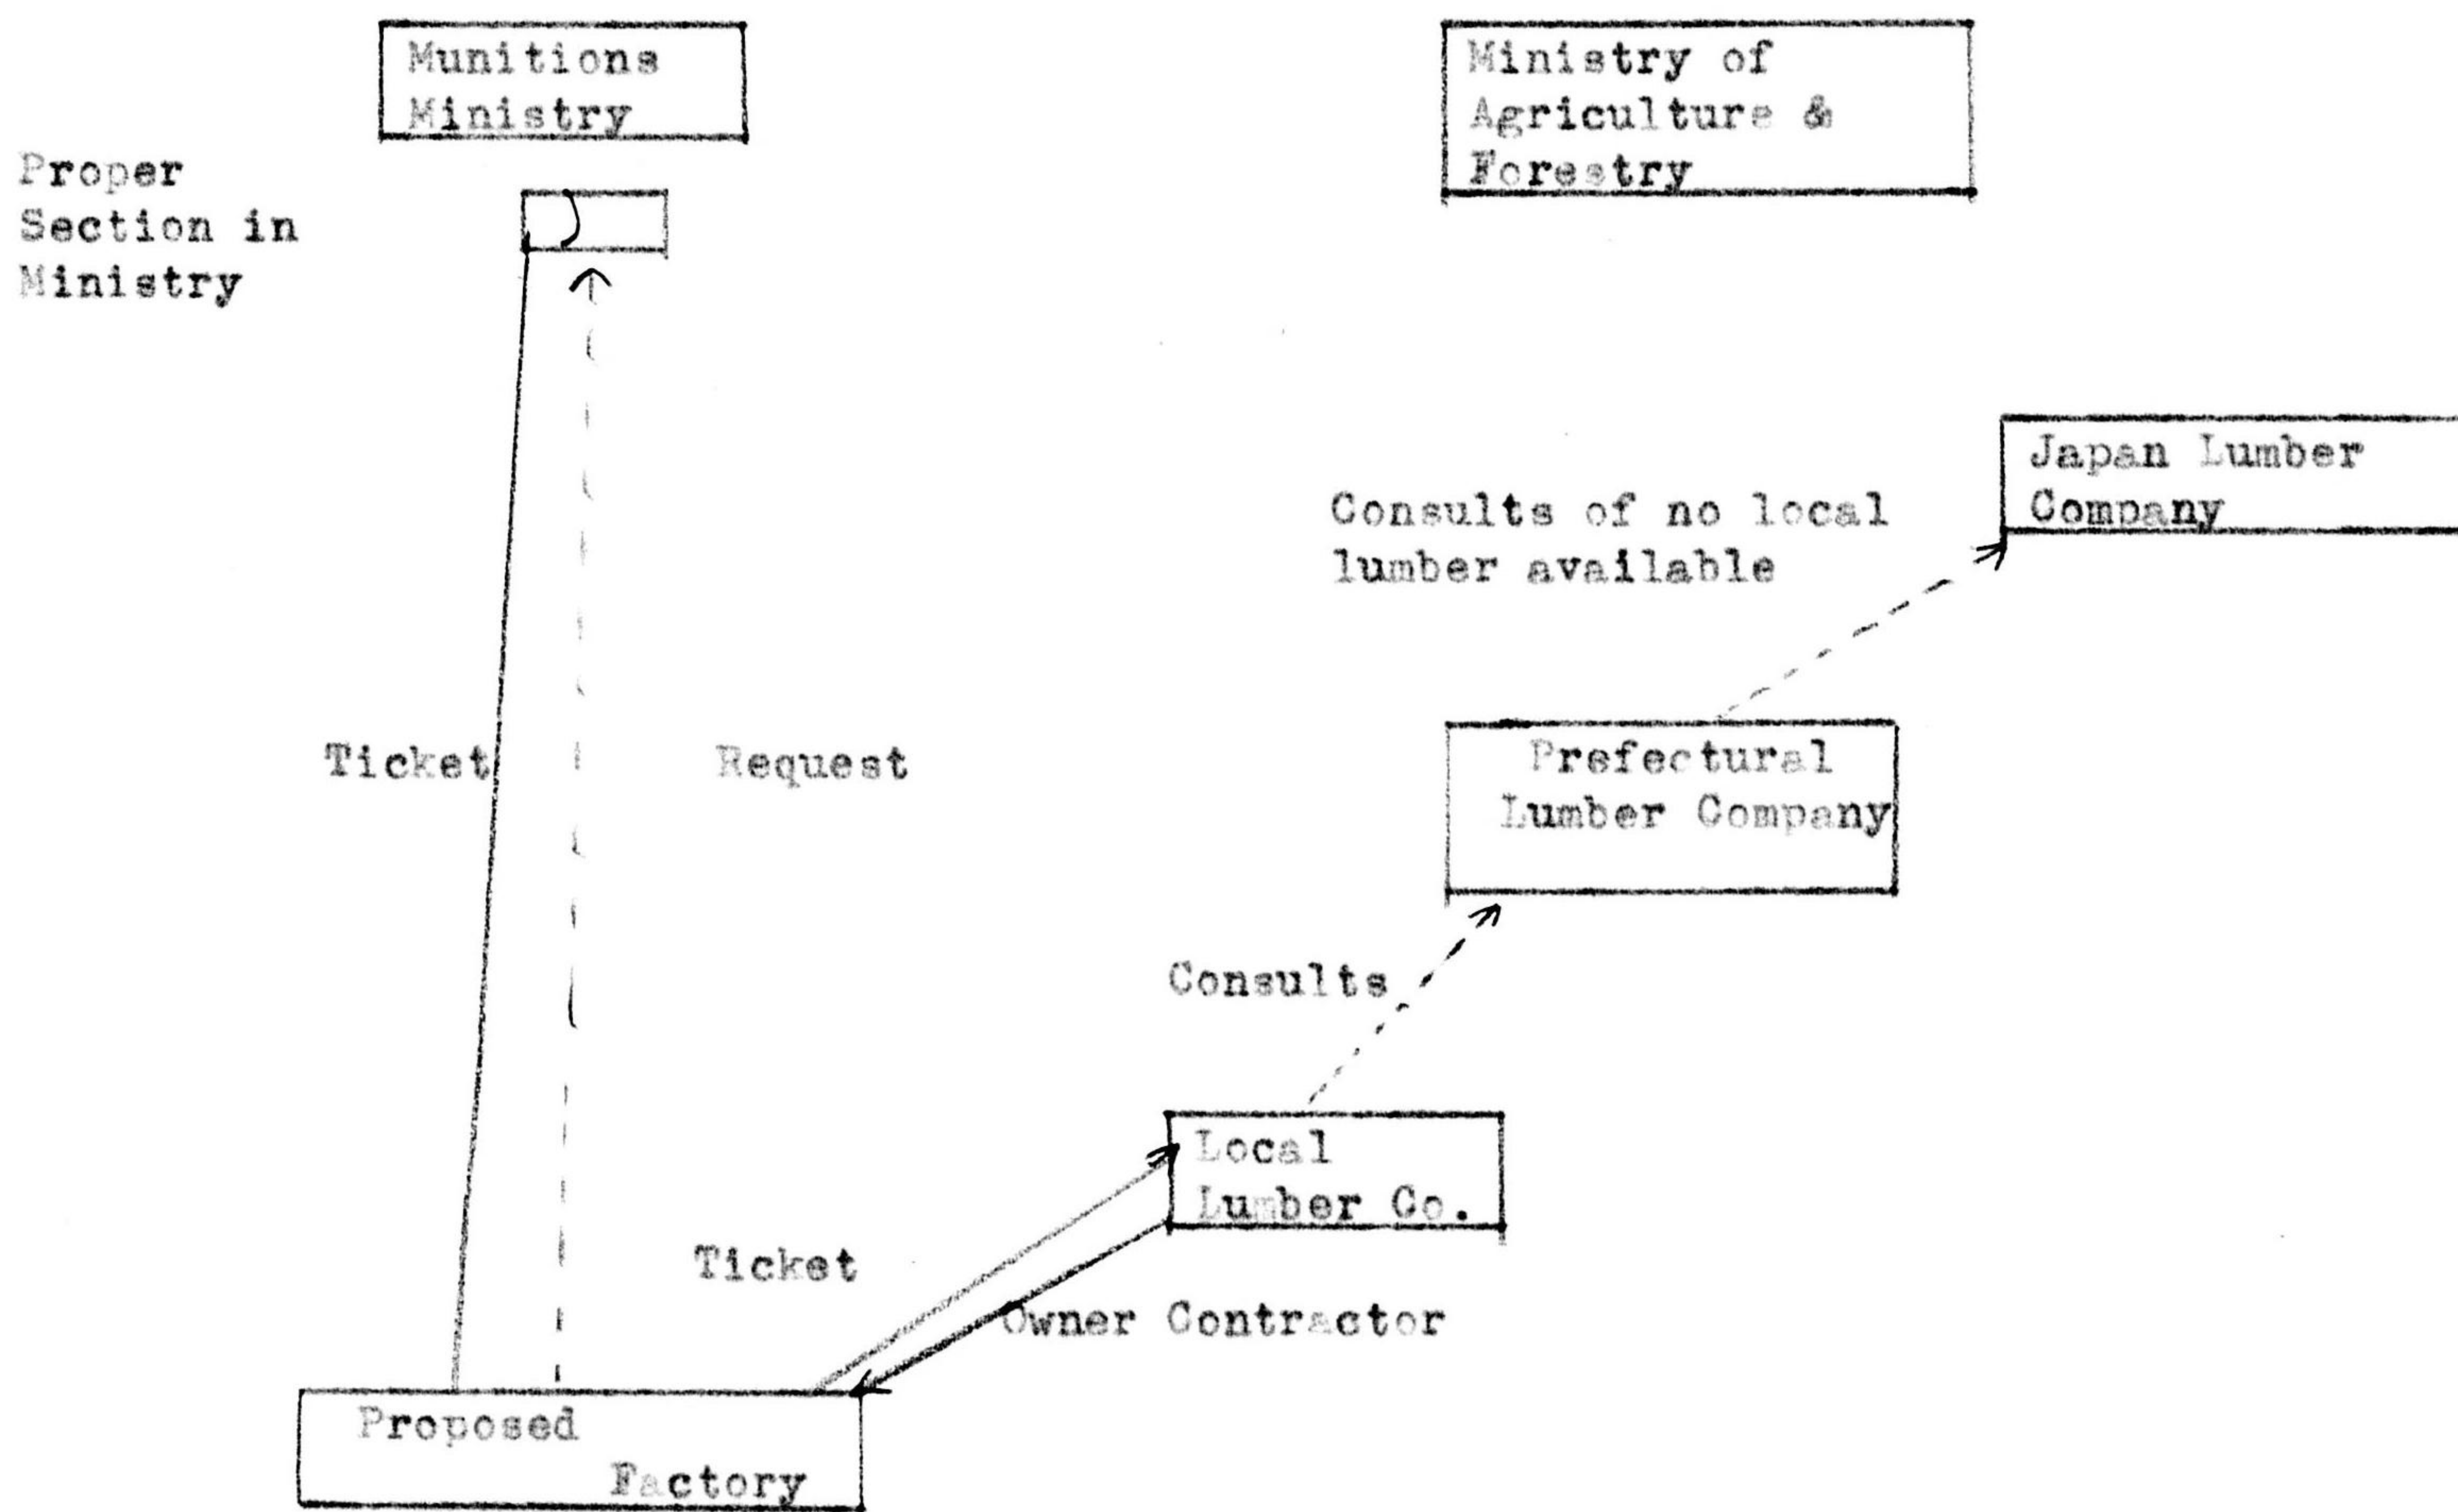 Munitions
Ministry
Ministry of
Agriculture &
Forestry
Proper
Section in
Ministry
Japan Lumber
Company
Consults of no local
lumber available
Ticket
Request
Prefectural
Lumber Company
Consults
Local
Lumber Co.
Ticket
Owner Contractor
Proposed
Factory